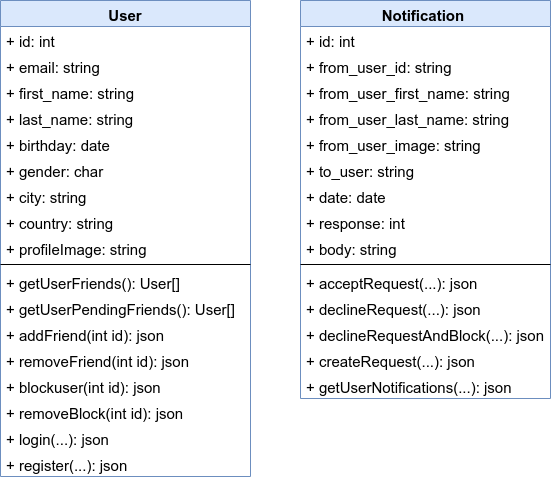 User
+ id: int
+ email: string
+ first_name: string
+ last_name: string
+ birthday: date
+ gender: char
+ city: string
+ country: string
+ profileImage: string
+ getUserFriends(): User[]
+ getUserPendingFriends(): User[]
+ addFriend(int id): json
+ removeFriend(int id): json
+ blockuser(int id): json
+ removeBlock(int id): json
+ login(...): json
+ register(...): json
Notification
+ id: int
+ from_user_id: string
+ from_user_first_name: string
+ from_user_last_name: string
+ from_user_image: string
+ to_user: string
+ date: date
+ response: int
+ body: string
+ acceptRequest(...): json
+ declineRequest(...): json
+ declineRequestAndBlock(...): json
+ createRequest(...): json
+ getUserNotifications(...): json